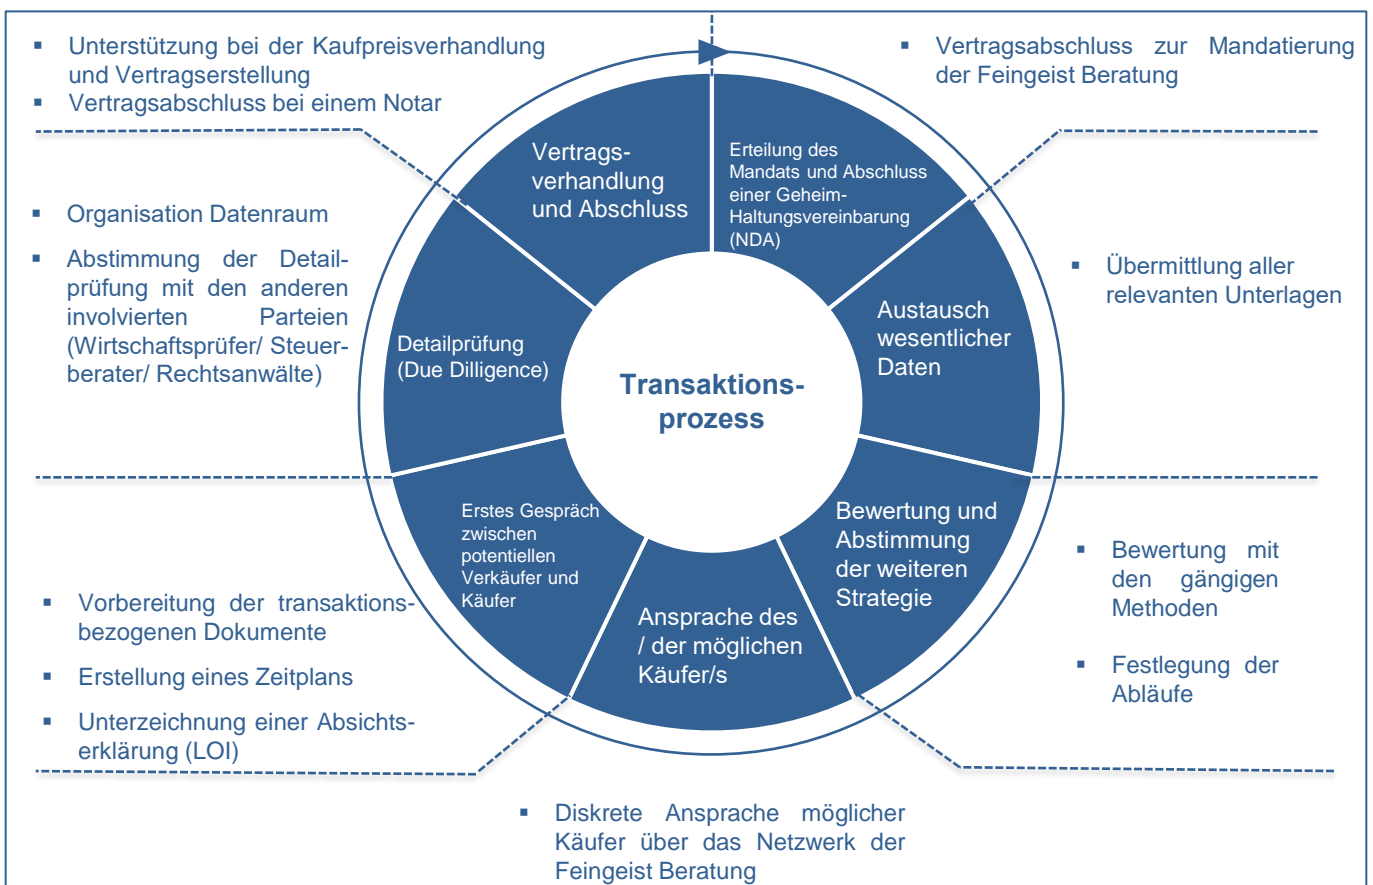 ▪ Unterstützung bei der Kaufpreisverhandlung
und Vertragserstellung
▪ Vertragsabschluss bei einem Notar
▪ Vertragsabschluss zur Mandatierung
der Feingeist Beratung
Vertrags-
verhandlung
und Abschluss
Erteilung des
Mandats und Abschluss
einer Geheim-
Haltungsvereinbarung
(NDA)
▪ Organisation Datenraum
▪ Abstimmung der Detail-
prüfung mit den anderen
involvierten Parteien
(Wirtschaftsprüfer/ Steuer-
berater/ Rechtsanwälte)
▪ Übermittlung aller
relevanten Unterlagen
Detailprüfung
(Due Dilligence)
Transaktions-
prozess
Austausch
wesentlicher
Daten
Erstes Gespräch
zwischen
potentiellen
Verkäufer und
Käufer
Bewertung und
Abstimmung
der weiteren
Strategie
▪ Bewertung mit
den gängigen
Methoden
▪ Festlegung der
Abläufe
▪ Vorbereitung der transaktions-
bezogenen Dokumente
▪ Erstellung eines Zeitplans
▪ Unterzeichnung einer Absichts-
erklärung (LOI)
Ansprache des
/ der möglichen
Käufer/s
▪ Diskrete Ansprache möglicher
Käufer über das Netzwerk der
Feingeist Beratung